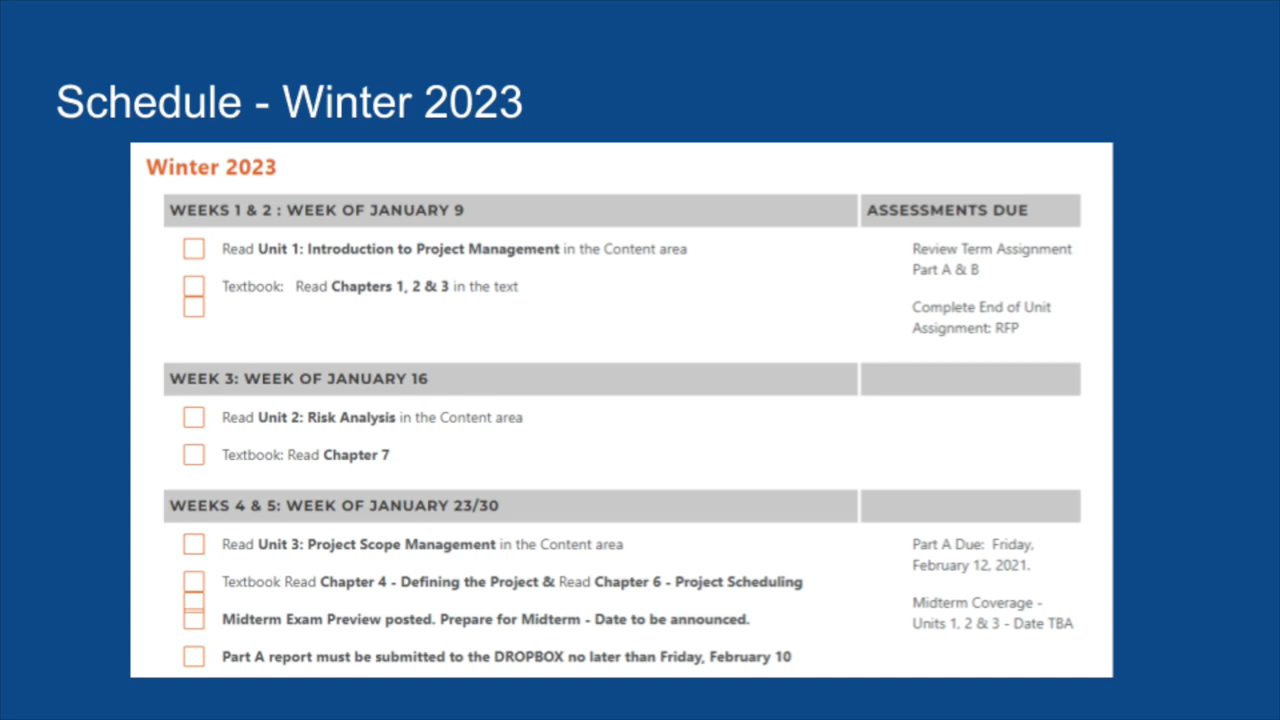 Schedule - Winter 2023
Winter 2023
WEEKS 1 & 2 : WEEK OF JANUARY 9
ASSESSMENTS DUE
Read Unit 1: Introduction to Project Management in the Content area
Textbook: Read Chapters 1, 2 & 3 in the text
Review Term Assignment
Part A & B
Complete End of Unit
Assignment: RFP
WEEK 3: WEEK OF JANUARY 16
Read Unit 2: Risk Analysis in the Content area
Textbook: Read Chapter 7
WEEKS 4 & 5: WEEK OF JANUARY 23/30
Read Unit 3: Project Scope Management in the Content area
Textbook Read Chapter 4 - Defining the Project & Read Chapter 6 - Project Scheduling
Midterm Exam Preview posted. Prepare for Midterm - Date to be announced.
Part A report must be submitted to the DROPBOX no later than Friday, February 10
Part A Due: Friday,
February 12, 2021.
Midterm Coverage -
Units 1, 2 & 3 - Date TBA